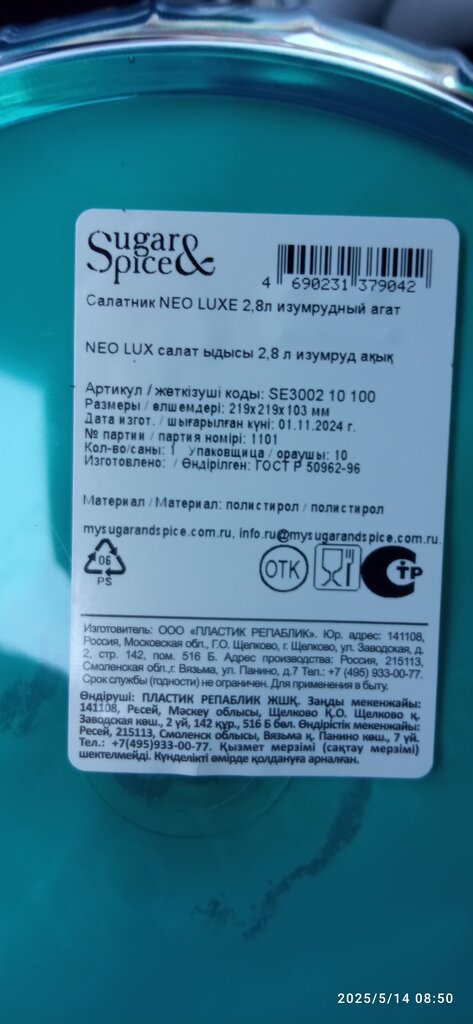 Sugar&
Spice
4 690231 379042
Салатник NEO LUXE 2,8л изумрудный агат
NEO LUX салат ыдысы 2,8 л изумруд ақық
Артикул / жеткізуші коды: SE3002 10 100
Размеры / өлшемдері: 219х219х103 мм
Дата изгот. / шығарылған күні: 01.11.2024 г.
№ партии / партия номірі: 1101
Кол-во/саны: 1 Упаковщица / ораушы: 10
Изготовлено: / Өндірілген: ГОСТ Р 50962-96
Материал / Материал: полистирол / полистирол
mysugarandspice.com.ru, info.ru@mysugarandspice.com.ru.
06
PS
ОТК
СТР
Изготовитель: ООО «ПЛАСТИК РЕПАБЛИК». Юр. адрес: 141108,
Россия, Московская обл., Г.О. Щелково, г. Щелково, ул. Заводская, д.
2, стр. 142, пом. 516 Б. Адрес производства: Россия, 215113,
Смоленская обл.,г. Вязьма, ул. Панино, д.7 Тел.: +7 (495) 933-00-77.
Срок службы (годности) не ограничен. Для применения в быту.
Өндіруші: ПЛАСТИК РЕПАБЛИК ЖШҚ. Заңды мекенжайы:
141108, Ресей, Мәскеу облысы, Щелково Қ.О. Щелково қ.
Заводская көш., 2 үй, 142 құр., 516 Б бөл. Өндірістік мекенжайы:
Ресей, 215113, Смоленск облысы, Вязьма қ. Панино көш., 7 үй.
Тел.: +7(495)933-00-77. Қызмет мерзімі (сақтау мерзімі)
шектелмейді. Күнделікті өмірде қолдануға арналған.
2025/5/14 08:50